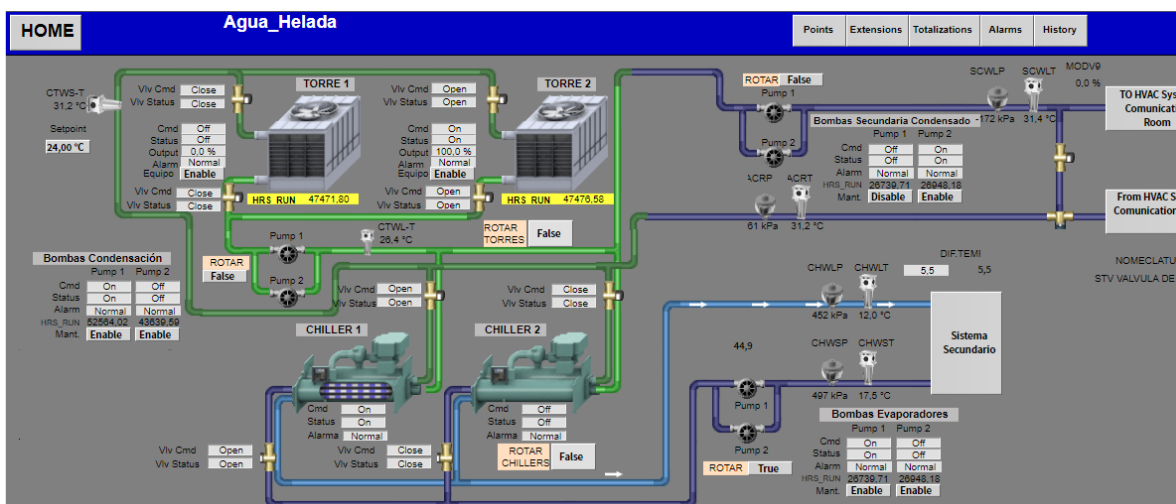 HOME
Agua_Helada
Points Extensions Totalizations Alarms History
CTWS-T
31,2 °C
Setpoint
24,00 °C
TORRE 1
Vlv Cmd Close
Vlv Status Close
Cmd Off
Status Off
Output 0,0 %
Alarm Normal
Equipo Enable
Vlv Cmd Close
Vlv Status Close
HRS RUN 47471,80
TORRE 2
Vlv Cmd Open
Vlv Status Open
Cmd On
Status On
Output 100,0 %
Alarm Normal
Equipo Enable
Vlv Cmd Open
Vlv Status Open
HRS RUN 47476,58
ROTAR TORRES False
CTWL-T
26,4 °C
Pump 1
Pump 2
ROTAR
False
Bombas Condensación
Pump 1 Pump 2
Cmd On Off
Status On Off
Alarm Normal Normal
HRS_RUN 52564,02 43639,59
Mant. Enable Enable
ROTAR False
Pump 1
Pump 2
Bombas Secundaria Condensado
Pump 1 Pump 2
Cmd Off On
Status Off On
Alarm Normal Normal
HRS_RUN 26739,71 26948,18
Mant. Disable Enable
SCWLP SCWLT MODV9
-172 kPa 31,4 °C 0,0 %
TO HVAC Sys
Comunicati
Room
ACRP ACRT
61 kPa 31,2 °C
From HVAC S
Comunication
NOMECLATU
STV VALVULA DE
Vlv Cmd Open
Vlv Status Open
CHILLER 1
Cmd On
Status On
Alarma Normal
Vlv Cmd Open
Vlv Status Open
Vlv Cmd Close
Vlv Status Close
CHILLER 2
Cmd Off
Status Off
Alarma Normal
Vlv Cmd Close
Vlv Status Close
ROTAR
CHILLERS False
DIF.TEMI
5,5 5,5
CHWLP CHWLT
452 kPa 12,0 °C
Sistema
Secundario
44,9
CHWSP CHWST
497 kPa 17,5 °C
Pump 1
Pump 2
ROTAR True
Bombas Evaporadores
Pump 1 Pump 2
Cmd On Off
Status On Off
Alarm Normal Normal
HRS_RUN 26739,71 26948,18
Mant. Enable Enable